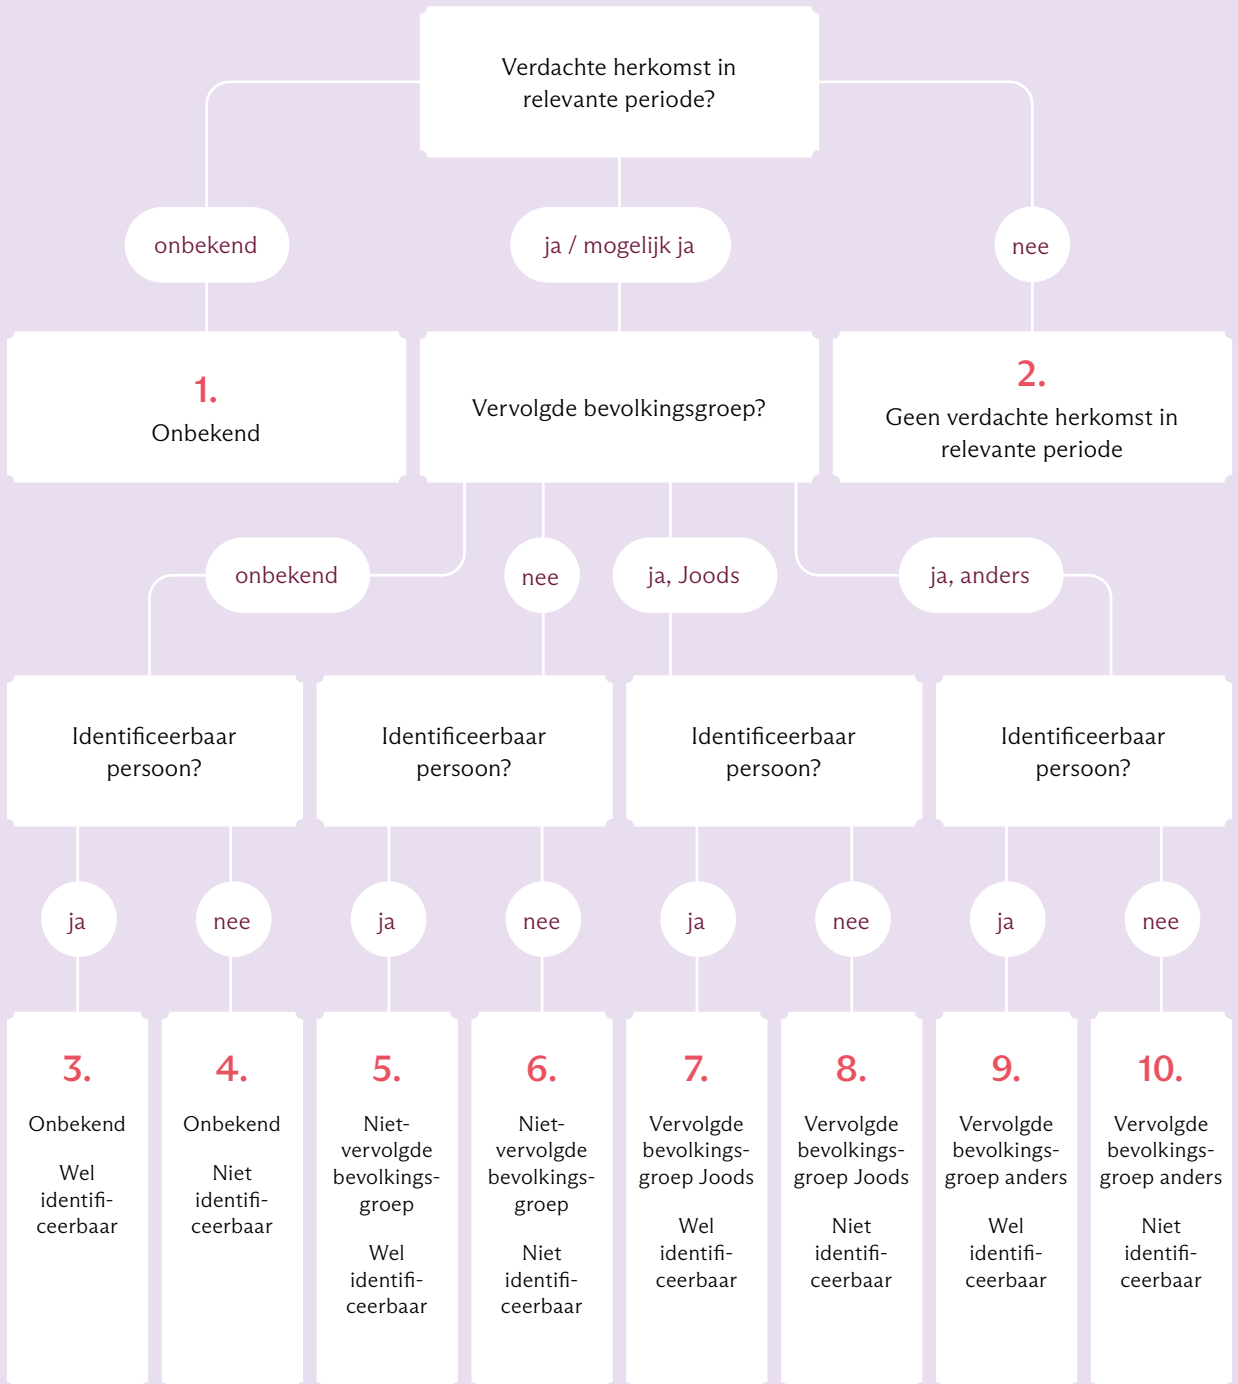 Verdachte herkomst in
relevante periode?
onbekend
ja / mogelijk ja
nee
1.
Onbekend
Vervolgde bevolkingsgroep?
2.
Geen verdachte herkomst in
relevante periode
onbekend
nee
ja, Joods
ja, anders
Identificeerbaar
persoon?
Identificeerbaar
persoon?
Identificeerbaar
persoon?
Identificeerbaar
persoon?
ja
nee
ja
nee
ja
nee
ja
nee
3.
Onbekend
Wel
identifi-
ceerbaar
4.
Onbekend
Niet
identifi-
ceerbaar
5.
Niet-
vervolgde
bevolkings-
groep
Wel
identifi-
ceerbaar
6.
Niet-
vervolgde
bevolkings-
groep
Niet
identifi-
ceerbaar
7.
Vervolgde
bevolkings-
groep Joods
Wel
identifi-
ceerbaar
8.
Vervolgde
bevolkings-
groep Joods
Niet
identifi-
ceerbaar
9.
Vervolgde
bevolkings-
groep anders
Wel
identifi-
ceerbaar
10.
Vervolgde
bevolkings-
groep anders
Niet
identifi-
ceerbaar